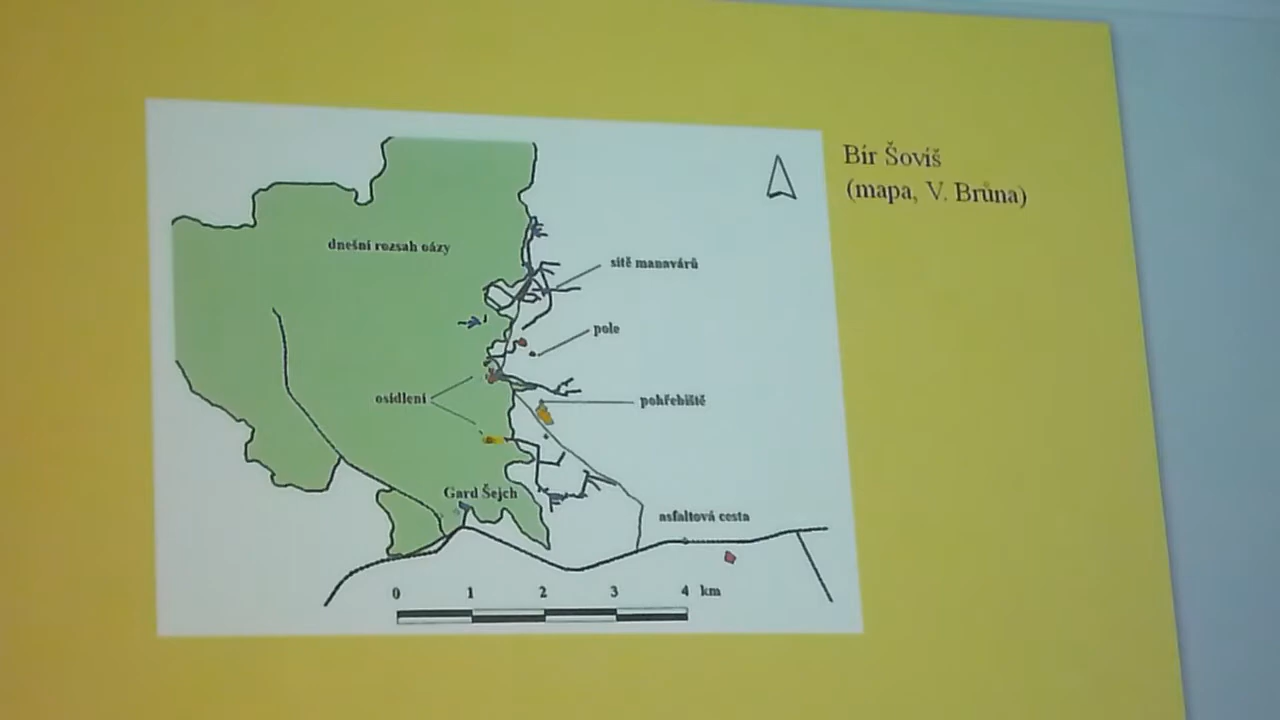 Bír Šovíš
(mapa, V. Brůna)
dnešní rozsah oázy
sítě manavárů
pole
osídlení
pohřebiště
Gard Šejch
asfaltová cesta
0 1 2 3 4 km